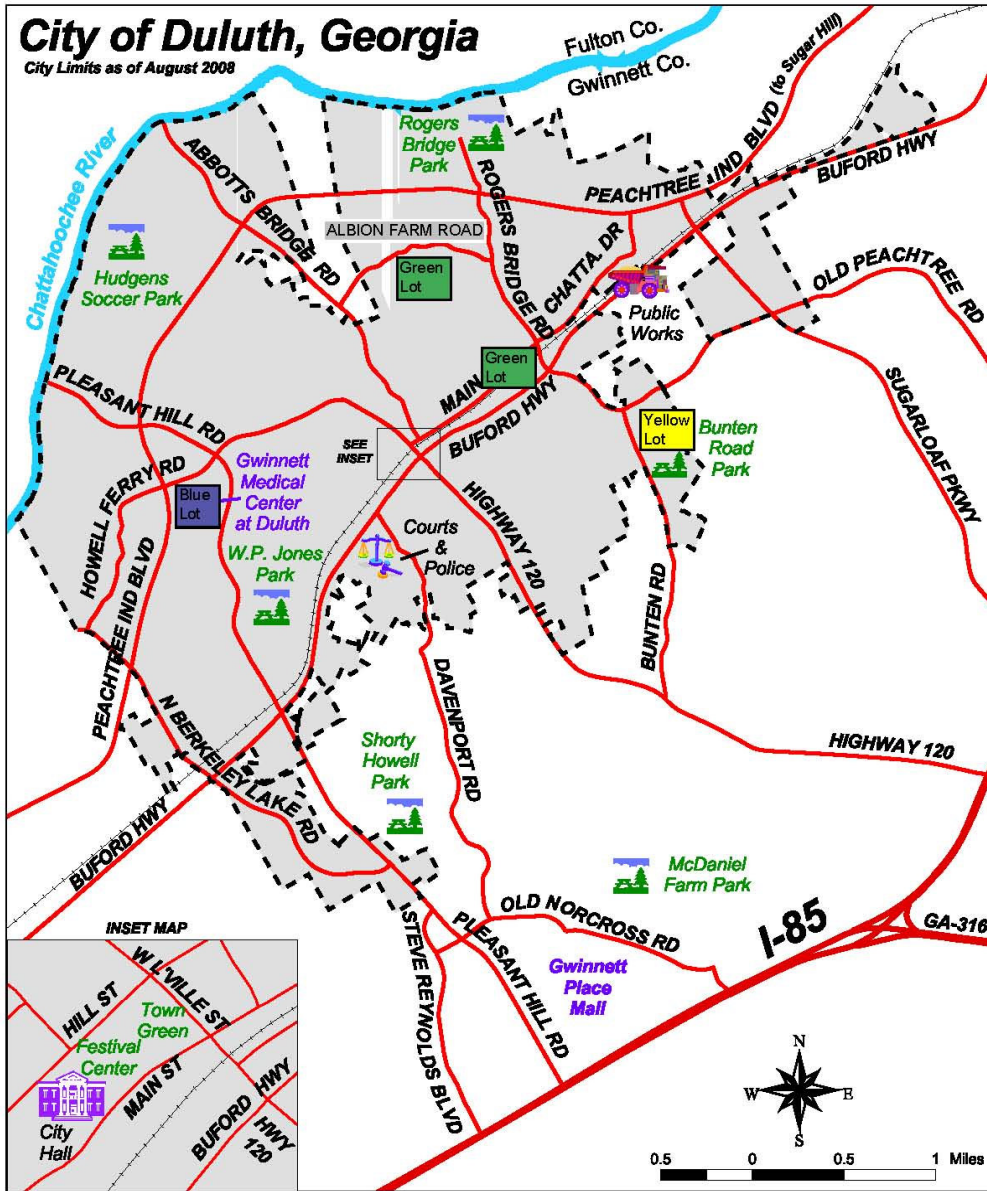 City of Duluth, Georgia
City Limits as of August 2008
Fulton Co.
Gwinnett Co.
Chattahoochee River
Rogers
Bridge
Park
PEACHTREE IND BLVD (to Sugar Hill)
BUFORD HWY
ABBOTTS BRIDGE RD
ROGERS BRIDGE RD
ALBION FARM ROAD
Hudgens
Soccer Park
Green
Lot
CHATTA. DR
Public
Works
OLD PEACHTREE RD
Green
Lot
MAIN
BUFORD HWY
PLEASANT HILL RD
SEE
INSET
Yellow
Lot
Bunten
Road
Park
SUGARLOAF PKWY
Gwinnett
Medical
Center
at Duluth
Blue
Lot
HOWELL FERRY RD
W.P. Jones
Park
Courts
&
Police
HIGHWAY 120
PEACHTREE IND BLVD
BUNTEN RD
DAVENPORT RD
N BERKELEY LAKE RD
Shorty
Howell
Park
HIGHWAY 120
BUFORD HWY
McDaniel
Farm Park
OLD NORCROSS RD
I-85
GA-316
STEVE REYNOLDS BLVD
PLEASANT HILL RD
Gwinnett
Place
Mall
INSET MAP
W L'VILLE ST
HILL ST
Town
Green
Festival
Center
MAIN ST
BUFORD HWY
HWY
120
City
Hall
N
W
E
S
0.5
0
0.5
1
Miles